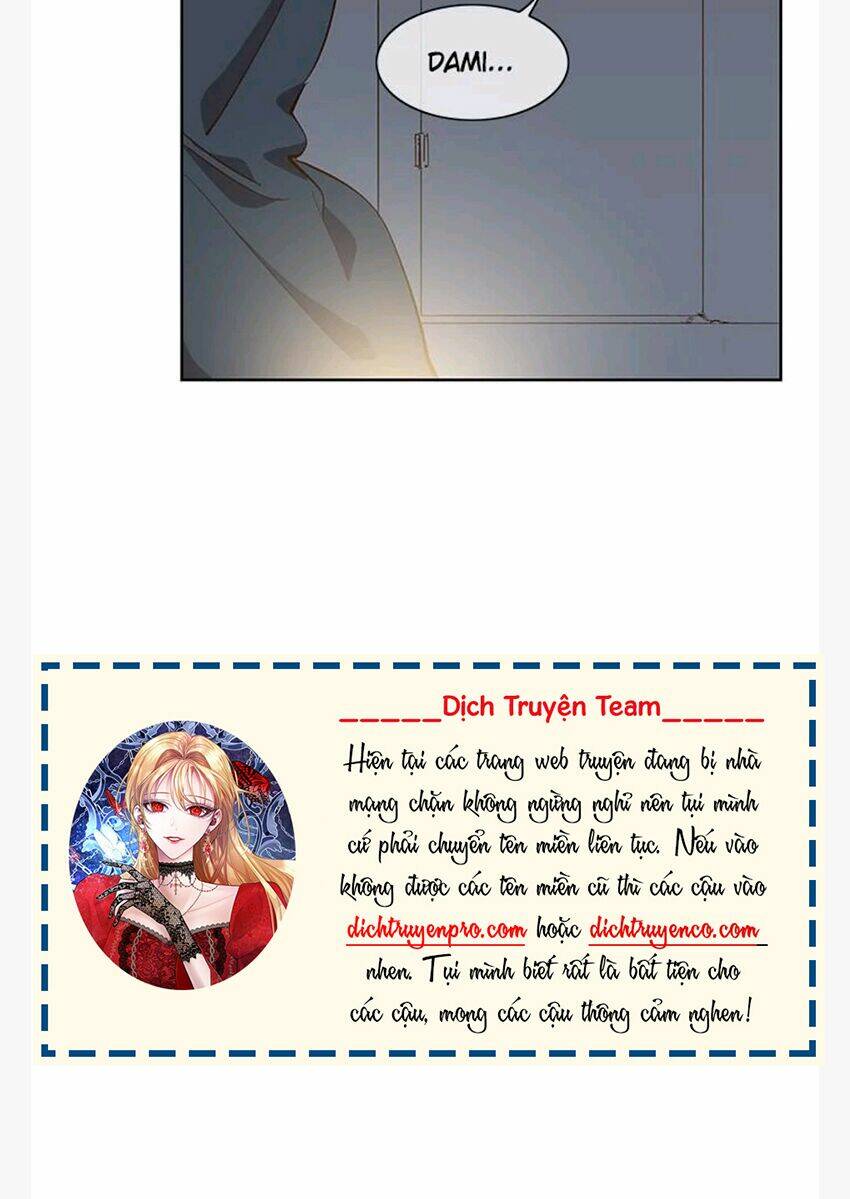 DAMI...
_____Dịch Truyện Team_____
Hiện tại các trang web truyện đang bị nhà
mạng chặn không ngừng nghỉ nên tụi mình
cứ phải chuyển tên miền liên tục. Nếu vào
không được các tên miền cũ thì các cậu vào
dichtruyenpro.com hoặc dichtruyenco.com
nhen. Tụi mình biết rất là bất tiện cho
các cậu, mong các cậu thông cảm nghen!